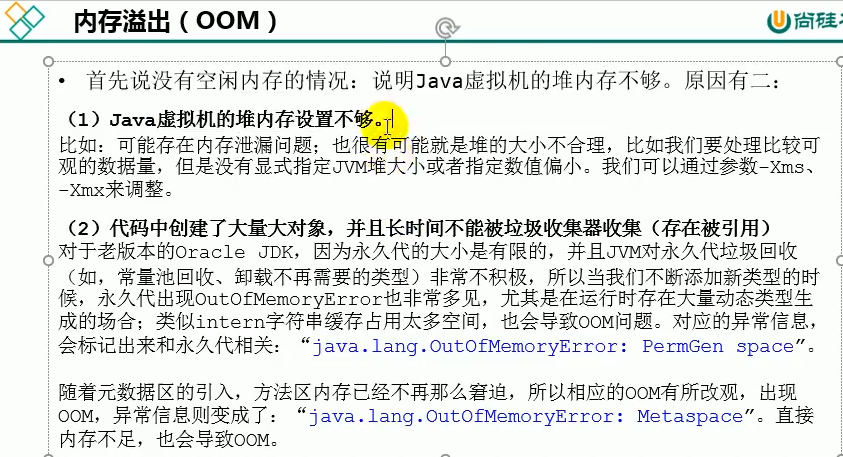 内存溢出（OOM）
尚硅
• 首先说没有空闲内存的情况：说明Java虚拟机的堆内存不够。原因有二：
（1）Java虚拟机的堆内存设置不够。
比如：可能存在内存泄漏问题；也很有可能就是堆的大小不合理，比如我们要处理比较可
观的数据量，但是没有显式指定JVM堆大小或者指定数值偏小。我们可以通过参数-Xms、
-Xmx来调整。
（2）代码中创建了大量大对象，并且长时间不能被垃圾收集器收集（存在被引用）
对于老版本的Oracle JDK，因为永久代的大小是有限的，并且JVM对永久代垃圾回收
（如，常量池回收、卸载不再需要的类型）非常不积极，所以当我们不断添加新类型的时
候，永久代出现OutOfMemoryError也非常多见，尤其是在运行时存在大量动态类型生
成的场合；类似intern字符串缓存占用太多空间，也会导致OOM问题。对应的异常信息，
会标记出来和永久代相关：“java.lang.OutOfMemoryError: PermGen space”。
随着元数据区的引入，方法区内存已经不再那么窘迫，所以相应的OOM有所改观，出现
OOM，异常信息则变成了：“java.lang.OutOfMemoryError: Metaspace”。直接
内存不足，也会导致OOM。